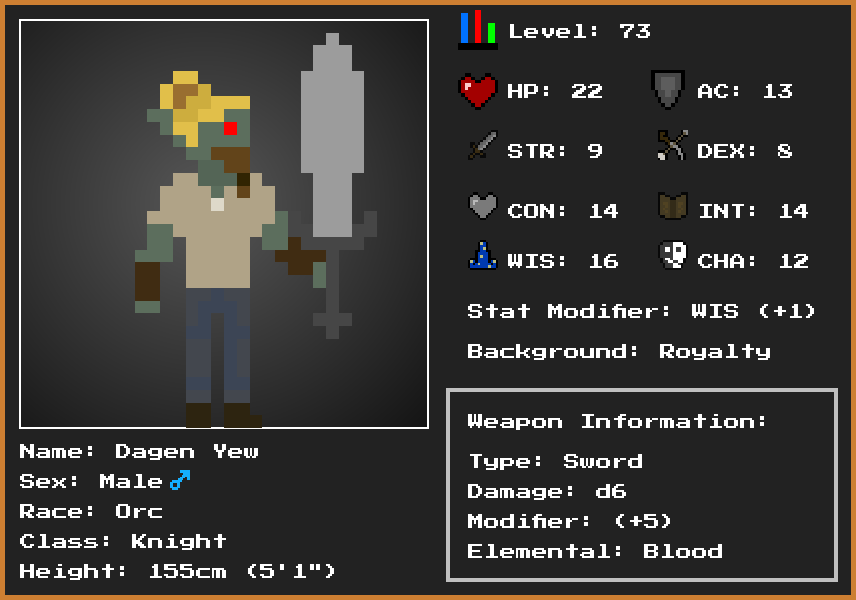 Level: 73
HP: 22
AC: 13
STR: 9
DEX: 8
CON: 14
INT: 14
WIS: 16
CHA: 12
Stat Modifier: WIS (+1)
Background: Royalty
Weapon Information:
Type: Sword
Damage: d6
Modifier: (+5)
Elemental: Blood
Name: Dagen Yew
Sex: Male♂
Race: Orc
Class: Knight
Height: 155cm (5'1")